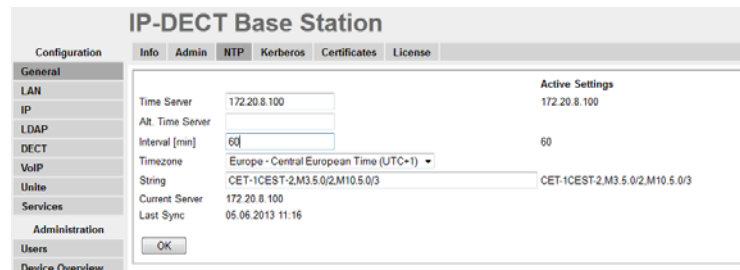 IP-DECT Base Station
Configuration Info Admin NTP Kerberos Certificates License
General
LAN
IP
LDAP
DECT
VoIP
Unite
Services
Administration
Users
Device Overview
Active Settings
Time Server 172.20.8.100 172.20.8.100
Alt. Time Server
Interval [min] 60 60
Timezone Europe - Central European Time (UTC+1)
String CET-1CEST-2,M3.5.0/2,M10.5.0/3 CET-1CEST-2,M3.5.0/2,M10.5.0/3
Current Server 172.20.8.100
Last Sync 05.06.2013 11:16
OK